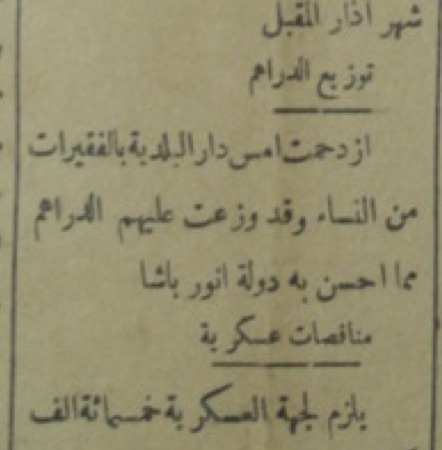 شهر اذار المقبل
توزيع الدراهم
ازدحمت امس دار البلدية بالفقيرات
من النساء وقد وزعت عليهم الدراهم
مما احسن به دولة انور باشا
مناقصات عسكرية
يلزم لجهة العسكرية خمسمائة الف